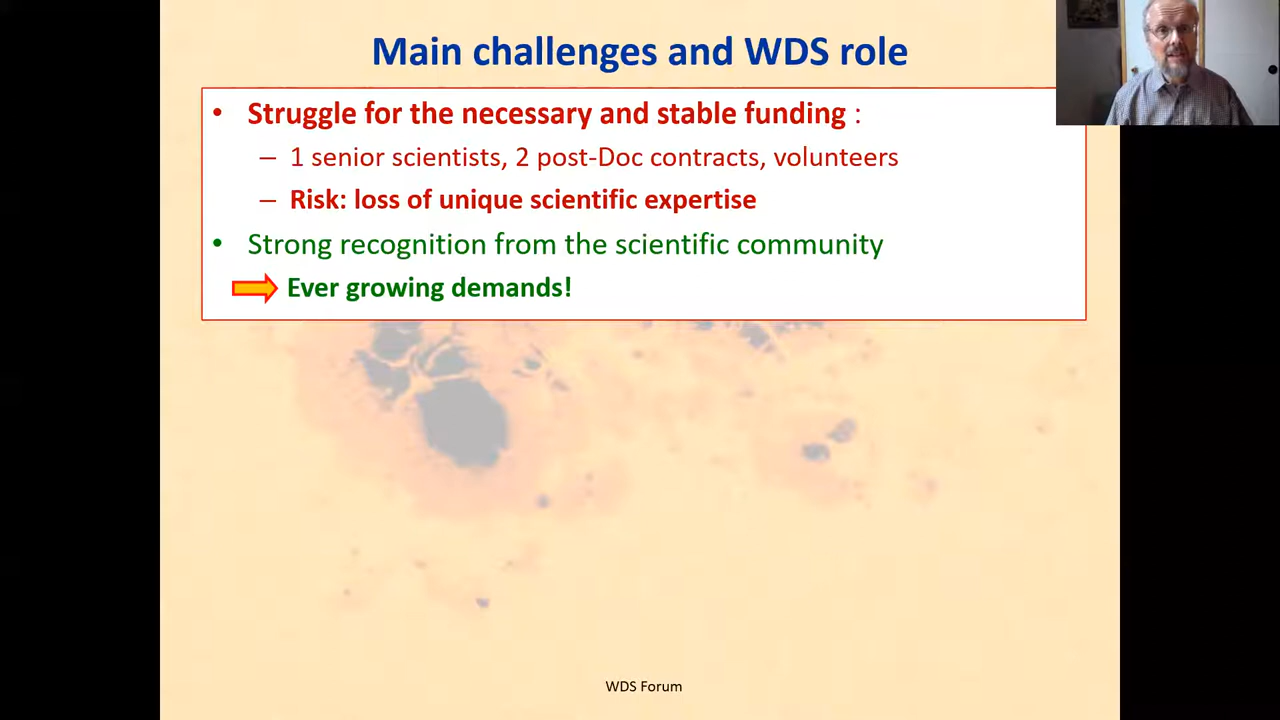 Main challenges and WDS role
• Struggle for the necessary and stable funding :
– 1 senior scientists, 2 post-Doc contracts, volunteers
– Risk: loss of unique scientific expertise
• Strong recognition from the scientific community
Ever growing demands!
WDS Forum